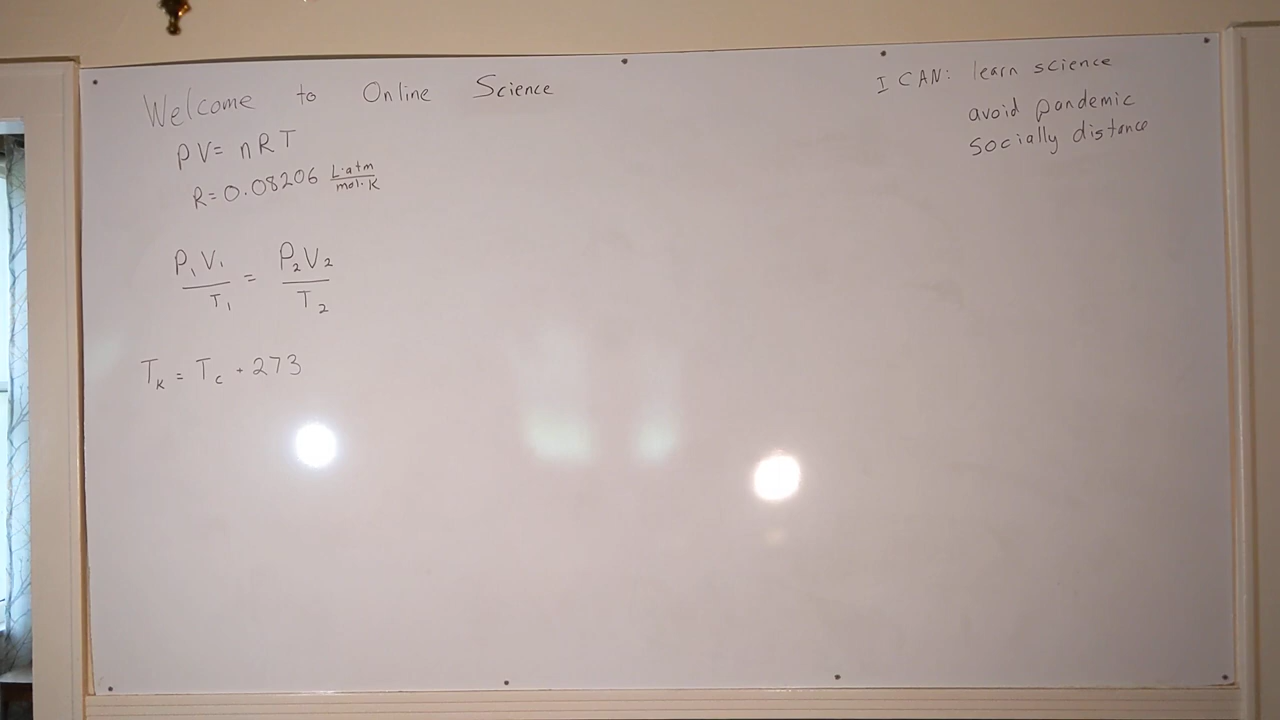 Welcome to Online Science
PV = nRT
R = 0.08206 L·atm / mol·K
P₁V₁ / T₁ = P₂V₂ / T₂
Tₖ = T_c + 273
I CAN: learn science
avoid pandemic
socially distance